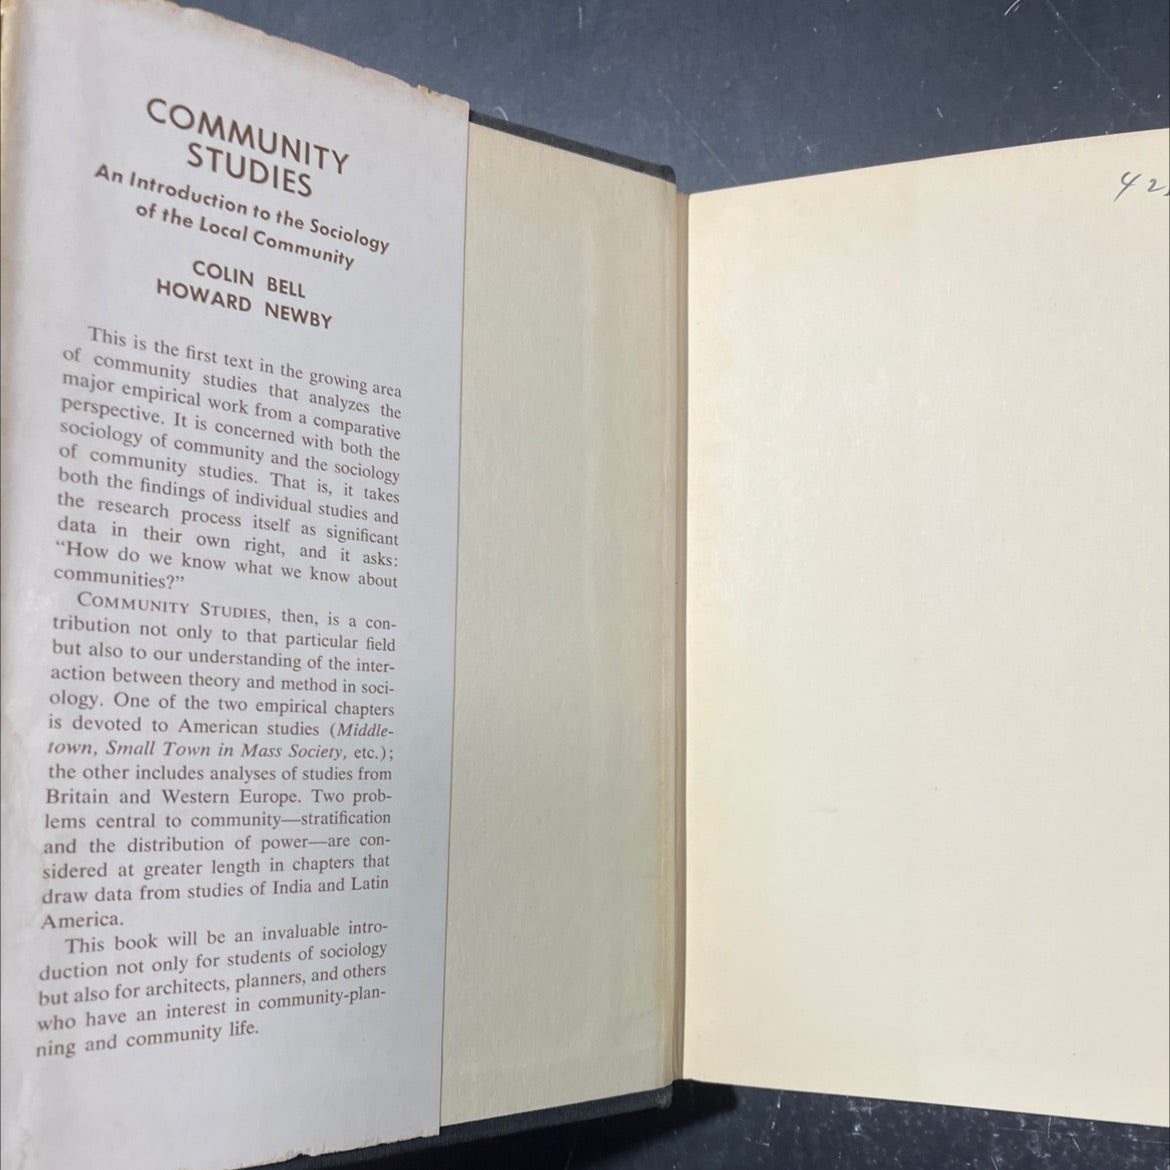 COMMUNITY
STUDIES
An Introduction to the Sociology
of the Local Community
COLIN BELL
HOWARD NEWBY
This is the first text in the growing area
of community studies that analyzes the
major empirical work from a comparative
perspective. It is concerned with both the
sociology of community and the sociology
of community studies. That is, it takes
both the findings of individual studies and
the research process itself as significant
data in their own right, and it asks:
“How do we know what we know about
communities?”
COMMUNITY STUDIES, then, is a con-
tribution not only to that particular field
but also to our understanding of the inter-
action between theory and method in soci-
ology. One of the two empirical chapters
is devoted to American studies (Middle-
town, Small Town in Mass Society, etc.);
the other includes analyses of studies from
Britain and Western Europe. Two prob-
lems central to community—stratification
and the distribution of power—are con-
sidered at greater length in chapters that
draw data from studies of India and Latin
America.
This book will be an invaluable intro-
duction not only for students of sociology
but also for architects, planners, and others
who have an interest in community-plan-
ning and community life.
42